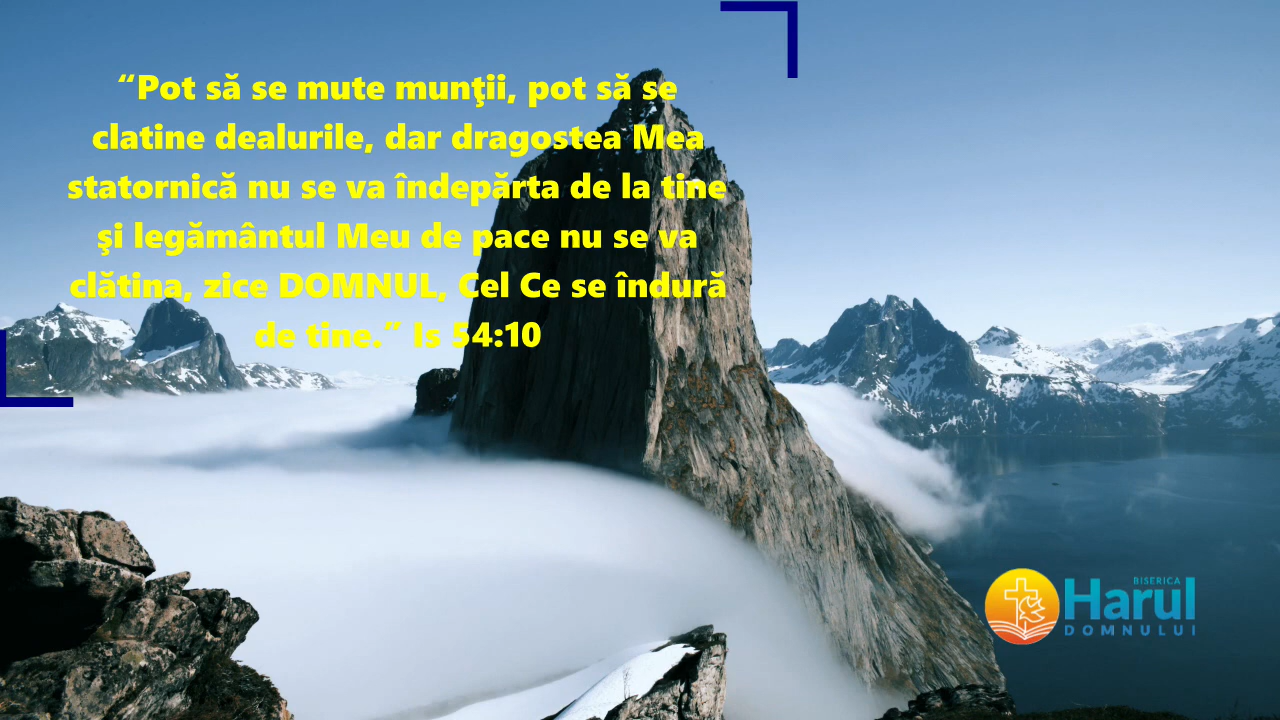 “Pot să se mute munţii, pot să se
clatine dealurile, dar dragostea Mea
statornică nu se va îndepărta de la tine
şi legământul Meu de pace nu se va
clătina, zice DOMNUL, Cel Ce se îndură
de tine.” Is 54:10
BISERICA
Harul
DOMNULUI